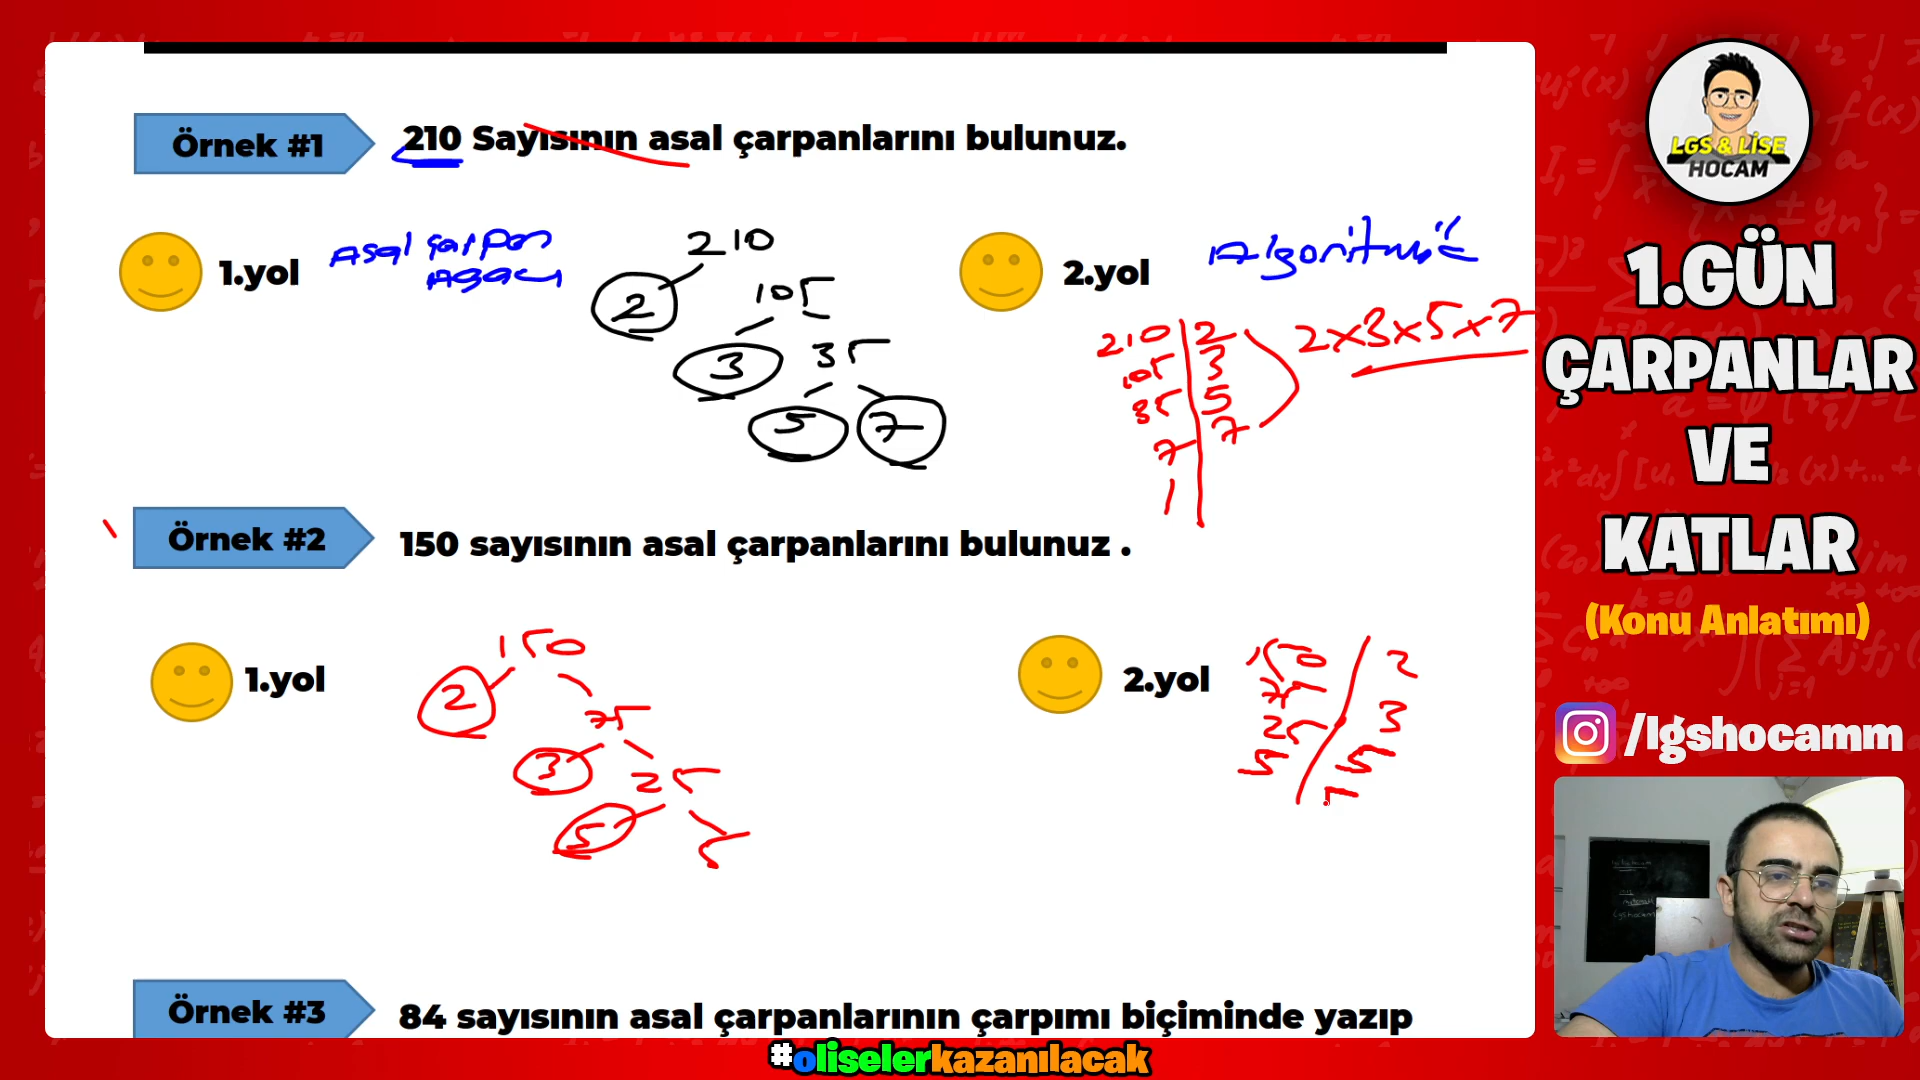 Örnek #1
210 Sayısının asal çarpanlarını bulunuz.
1.yol
Asal çarpan
Ağacı
210
2
105
3
35
5
7
2.yol
Algoritma
210 2
105 3
35 5
7 7
1
2x3x5x7
Örnek #2
150 sayısının asal çarpanlarını bulunuz .
1.yol
150
2
75
3
25
5
5
2.yol
150 2
75 3
25 5
5 5
Örnek #3
84 sayısının asal çarpanlarının çarpımı biçiminde yazıp
LGS & LİSE
HOCAM
1.GÜN
ÇARPANLAR
VE
KATLAR
(Konu Anlatımı)
/lgshocamm
#oliselerkazanılacak